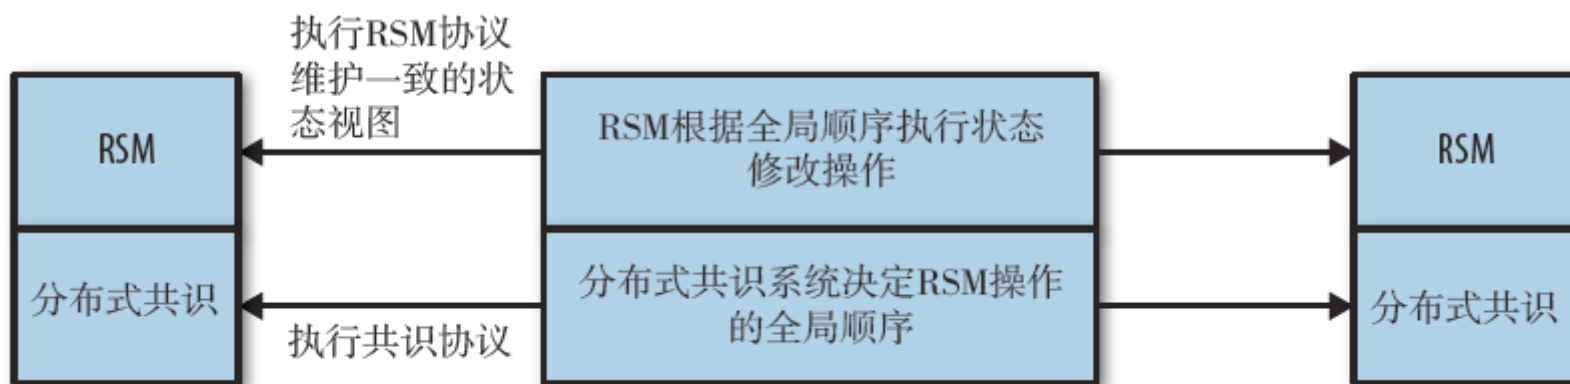 执行RSM协议
维护一致的状
态视图
RSM
RSM根据全局顺序执行状态
修改操作
RSM
分布式共识
执行共识协议
分布式共识系统决定RSM操作
的全局顺序
分布式共识